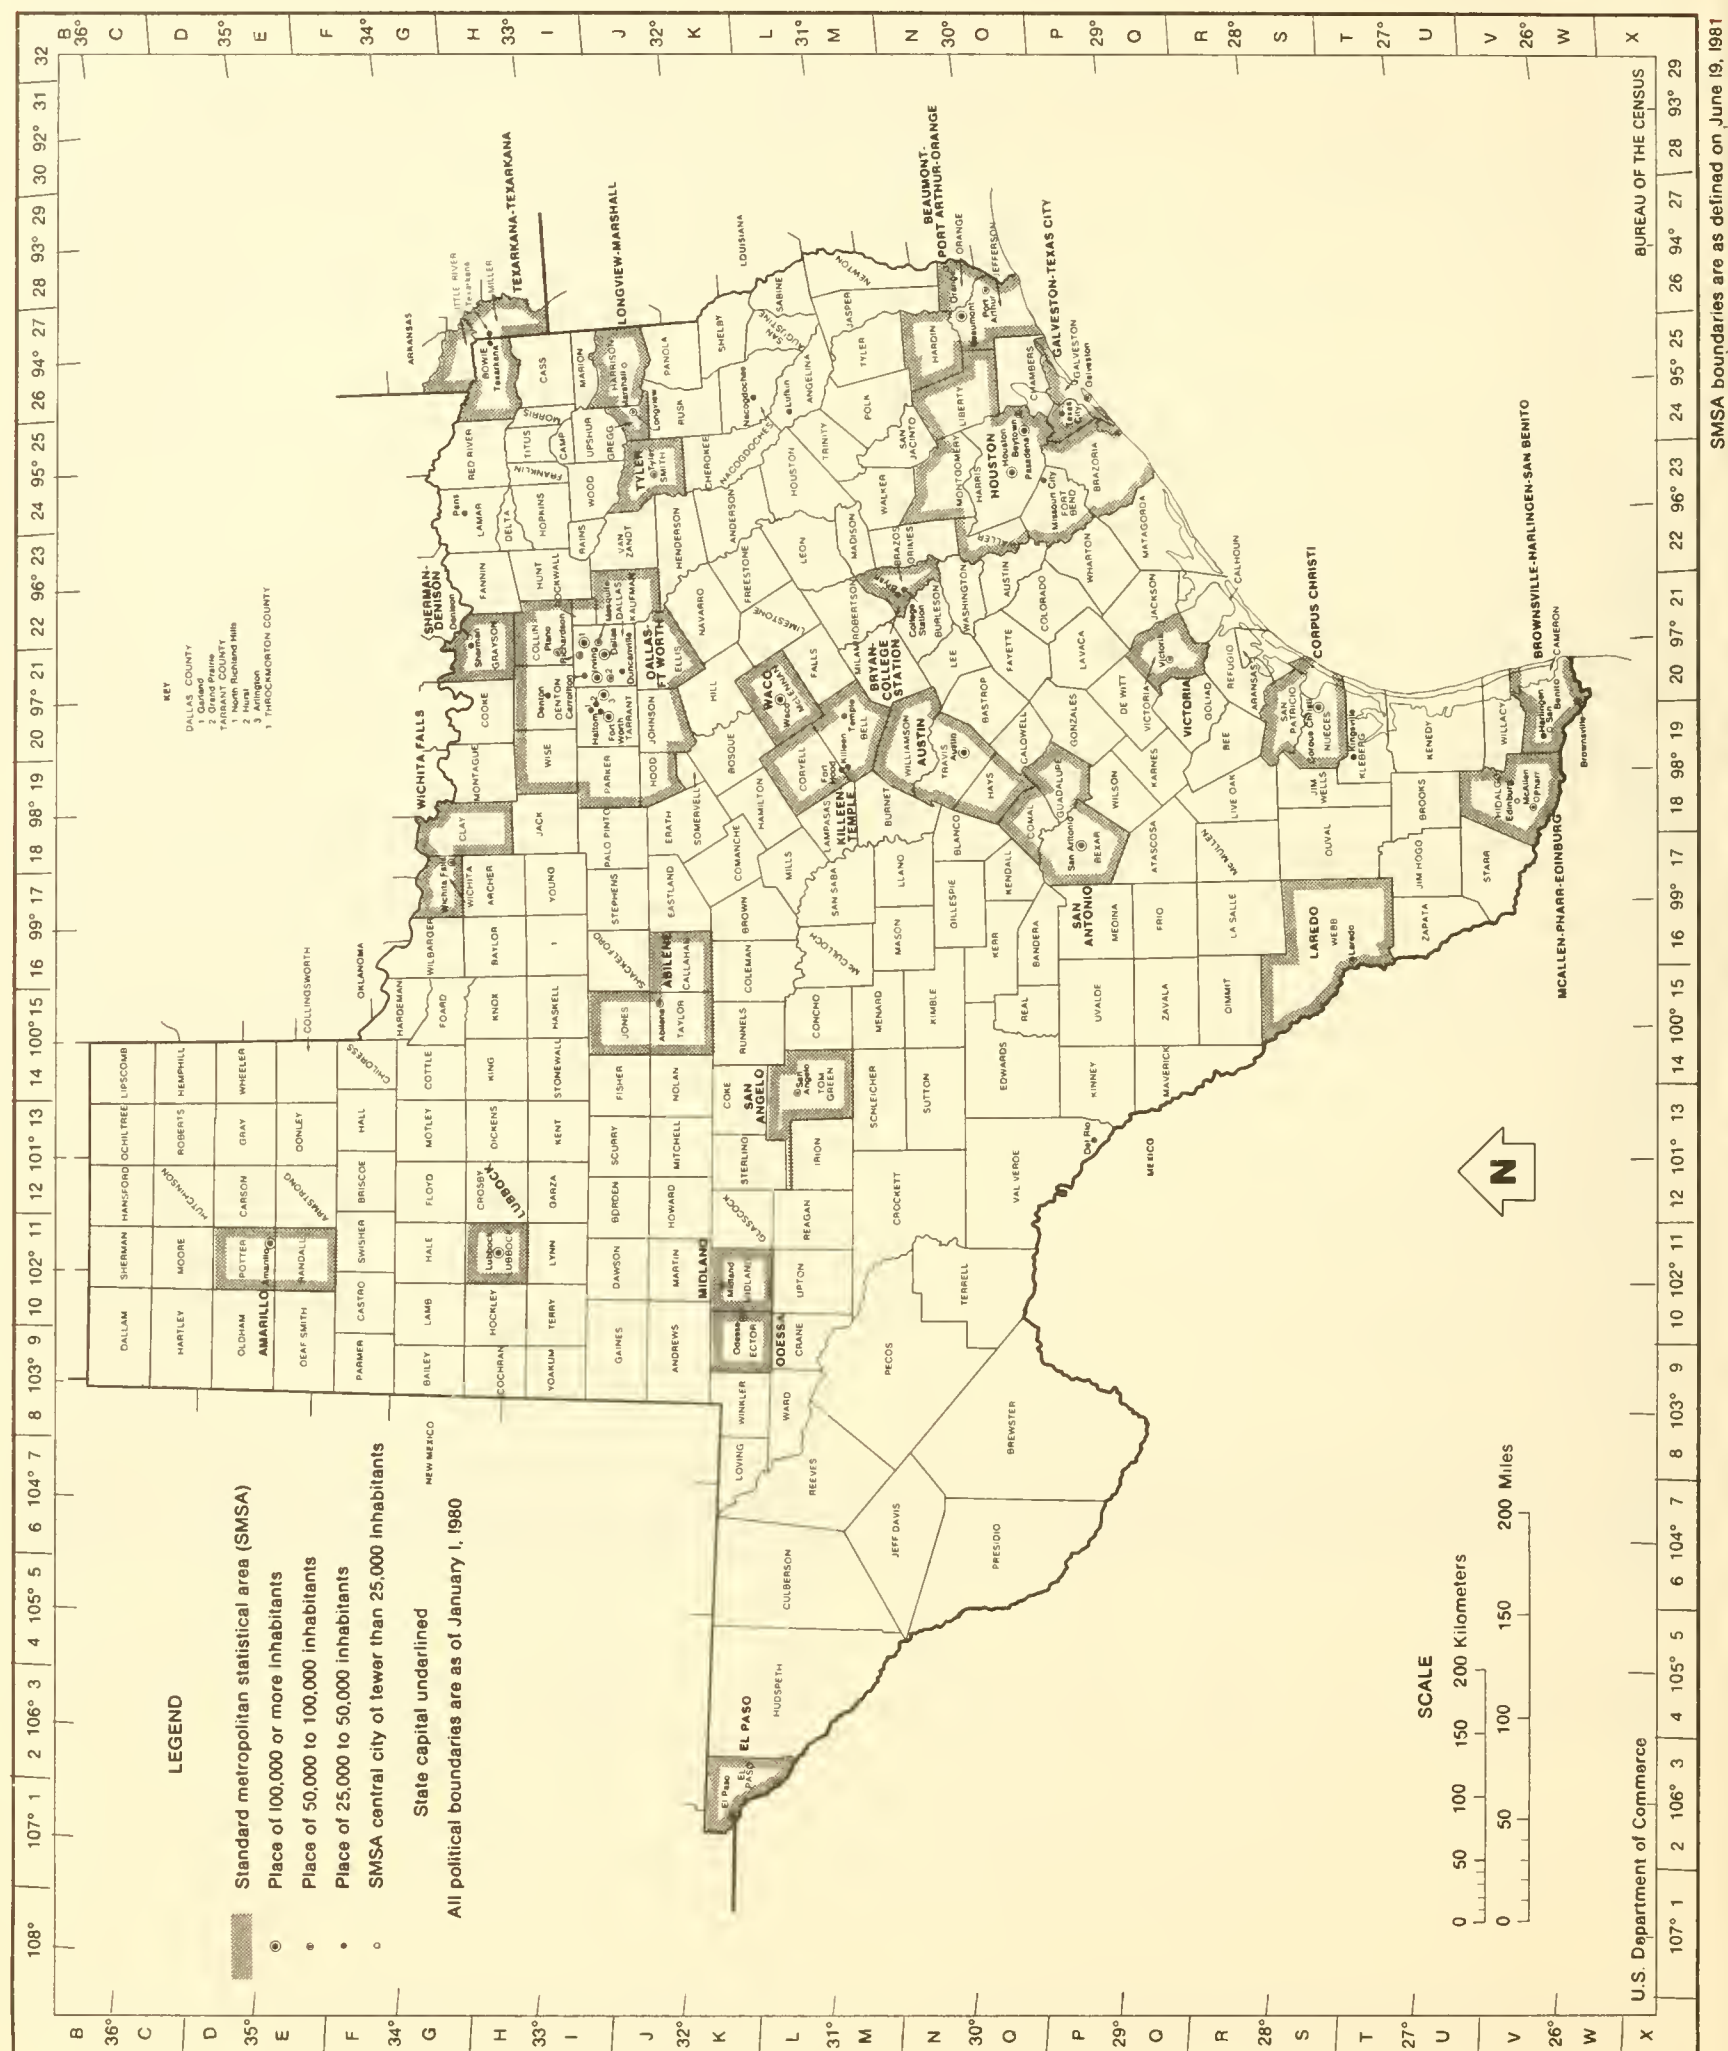 LEGEND
Standard metropolitan statistical area (SMSA)
Place of 100,000 or more inhabitants
Place of 50,000 to 100,000 inhabitants
Place of 25,000 to 50,000 inhabitants
SMSA central city of fewer than 25,000 inhabitants
State capital underlined
All political boundaries are as of January 1, 1980
KEY
DALLAS COUNTY
1 Garland
2 Grand Prairie
TARRANT COUNTY
1 North Richland Hills
2 Hurst
3 Arlington
1 THROCKMORTON COUNTY
DALLAM
SHERMAN
HANSFORD
OCHILTREE
LIPSCOMB
HARTLEY
MOORE
HUTCHINSON
ROBERTS
HEMPHILL
OLDHAM
POTTER
CARSON
GRAY
WHEELER
AMARILLO
Amarillo
DEAF SMITH
RANDALL
ARMSTRONG
DONLEY
COLLINGSWORTH
PARMER
CASTRO
SWISHER
BRISCOE
HALL
CHILDRESS
OKLAHOMA
BAILEY
LAMB
HALE
FLOYD
MOTLEY
COTTLE
HARDEMAN
FOARD
WILBARGER
WICHITA FALLS
Wichita Falls
WICHITA
CLAY
NEW MEXICO
COCHRAN
HOCKLEY
Lubbock
LUBBOCK
CROSBY
LUBBOCK
DICKENS
KING
KNOX
BAYLOR
ARCHER
MONTAGUE
COOKE
SHERMAN-
DENISON
Denison
Sherman
GRAYSON
FANNIN
Paris
LAMAR
RED RIVER
BOWIE
Texarkana
ARKANSAS
LITTLE RIVER
Texarkana
MILLER
TEXARKANA-TEXARKANA
YOAKUM
TERRY
LYNN
GARZA
KENT
STONEWALL
HASKELL
1
YOUNG
JACK
WISE
Denton
DENTON
Carrollton
COLLIN
Plano
Richardson
HUNT
ROCKWALL
DELTA
HOPKINS
FRANKLIN
TITUS
CAMP
MORRIS
CASS
MARION
GAINES
DAWSON
BORDEN
SCURRY
FISHER
JONES
SHACKELFORD
STEPHENS
PALO PINTO
PARKER
Fort
Worth
TARRANT
Irving
Dallas
Duncanville
Mesquite
DALLAS
KAUFMAN
RAINS
WOOD
VAN
ZANDT
UPSHUR
GREGG
HARRISON
Marshall
Longview
LONGVIEW-MARSHALL
ANDREWS
MARTIN
HOWARD
MITCHELL
NOLAN
Abilene
TAYLOR
ABILENE
CALLAHAN
EASTLAND
ERATH
HOOD
SOMERVELL
JOHNSON
DALLAS-
FT WORTH
ELLIS
HENDERSON
TYLER
Tyler
SMITH
RUSK
PANOLA
EL PASO
El Paso
EL
PASO
HUDSPETH
CULBERSON
LOVING
WINKLER
Odessa
ECTOR
ODESSA
MIDLAND
Midland
MIDLAND
GLASSCOCK
STERLING
COKE
RUNNELS
COLEMAN
BROWN
COMANCHE
HAMILTON
BOSQUE
HILL
NAVARRO
FREESTONE
ANDERSON
CHEROKEE
NACOGDOCHES
Nacogdoches
SHELBY
LOUISIANA
REEVES
WARD
CRANE
UPTON
REAGAN
IRION
SAN
ANGELO
San
Angelo
TOM
GREEN
CONCHO
McCULLOCH
MILLS
SAN SABA
LAMPASAS
CORYELL
Fort
Hood
Killeen
KILLEEN
TEMPLE
Temple
BELL
WACO
Waco
McLENNAN
FALLS
LIMESTONE
LEON
HOUSTON
TRINITY
ANGELINA
Lufkin
SAN
AUGUSTINE
SABINE
JEFF DAVIS
PECOS
CROCKETT
SCHLEICHER
MENARD
MASON
LLANO
BURNET
WILLIAMSON
MILAM
ROBERTSON
MADISON
WALKER
POLK
TYLER
JASPER
NEWTON
PRESIDIO
BREWSTER
TERRELL
VAL VERDE
SUTTON
KIMBLE
GILLESPIE
BLANCO
AUSTIN
TRAVIS
Austin
HAYS
LEE
BRYAN-
COLLEGE
STATION
Bryan
College
Station
BRAZOS
BURLESON
GRIMES
WASHINGTON
SAN
JACINTO
MONTGOMERY
LIBERTY
HARDIN
BEAUMONT-
PORT ARTHUR-ORANGE
Beaumont
Orange
ORANGE
Port
Arthur
JEFFERSON
EDWARDS
REAL
KERR
KENDALL
BANDERA
COMAL
CALDWELL
BASTROP
FAYETTE
AUSTIN
WALLER
HARRIS
HOUSTON
Houston
Baytown
Pasadena
CHAMBERS
Del Rio
KINNEY
UVALDE
MEDINA
SAN
ANTONIO
San Antonio
BEXAR
GUADALUPE
GONZALES
LAVACA
COLORADO
WHARTON
Missouri City
FORT
BEND
BRAZORIA
GALVESTON
Texas
City
Galveston
GALVESTON-TEXAS CITY
MEXICO
MAVERICK
ZAVALA
FRIO
ATASCOSA
WILSON
KARNES
DE WITT
VICTORIA
Victoria
VICTORIA
JACKSON
MATAGORDA
CALHOUN
DIMMIT
LA SALLE
McMULLEN
LIVE OAK
BEE
GOLIAD
REFUGIO
ARANSAS
LAREDO
Laredo
WEBB
DUVAL
JIM
WELLS
SAN
PATRICIO
Corpus Christi
NUECES
CORPUS CHRISTI
Kingsville
KLEBERG
ZAPATA
JIM HOGG
BROOKS
KENEDY
STARR
HIDALGO
Edinburg
McAllen
Pharr
WILLACY
Harlingen
San
Benito
CAMERON
Brownsville
MCALLEN-PHARR-EDINBURG
BROWNSVILLE-HARLINGEN-SAN BENITO
N
SCALE
0 50 100 150 200 Kilometers
0 50 100 150 200 Miles
U.S. Department of Commerce
BUREAU OF THE CENSUS
SMSA boundaries are as defined on June 19, 1981